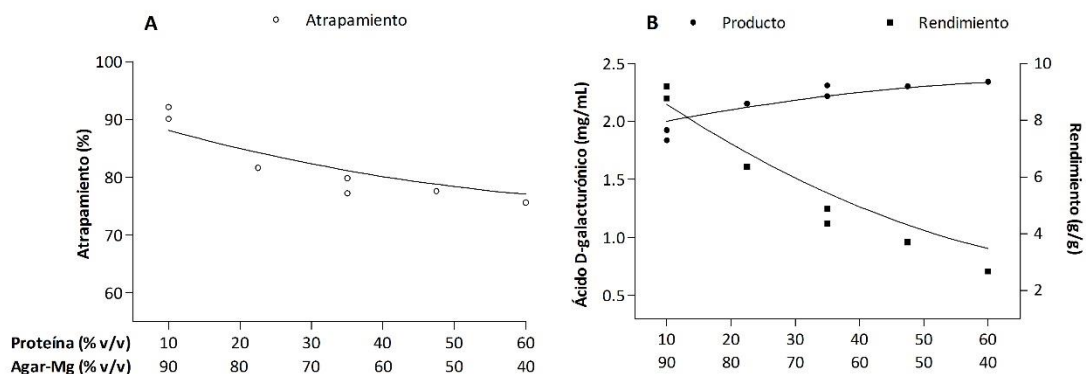 A
Atrapamiento
Atrapamiento (%)
100
90
80
70
60
Proteína (% v/v) 10 20 30 40 50 60
Agar-Mg (% v/v) 90 80 70 60 50 40
B
Producto
Rendimiento
Ácido D-galacturónico (mg/mL)
2.5
2.0
1.5
1.0
0.5
10
8
6
4
2
Rendimiento (g/g)
10 20 30 40 50 60
90 80 70 60 50 40